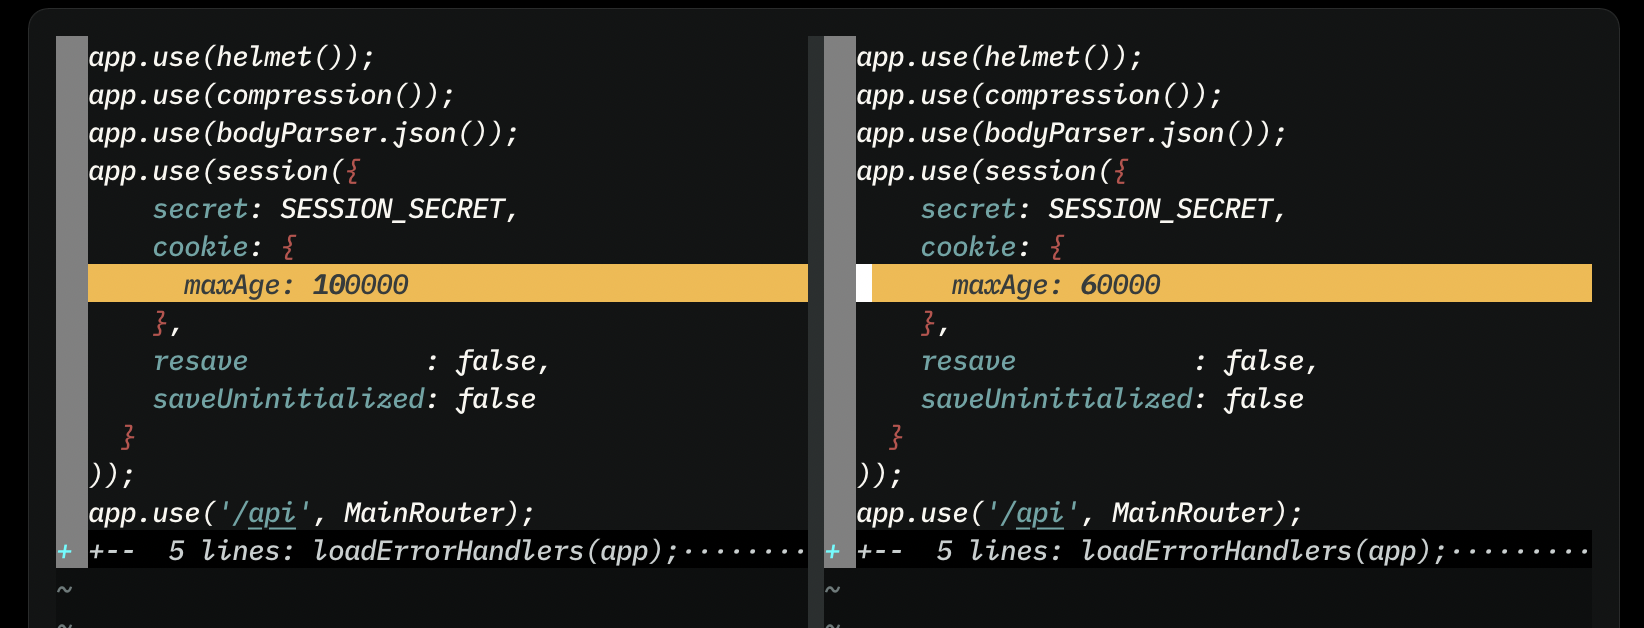 app.use(helmet());
app.use(compression());
app.use(bodyParser.json());
app.use(session({
    secret: SESSION_SECRET,
    cookie: {
      maxAge: 100000
    },
    resave           : false,
    saveUninitialized: false
  }
));
app.use('/api', MainRouter);
+ +--  5 lines: loadErrorHandlers(app);········
~
~
app.use(helmet());
app.use(compression());
app.use(bodyParser.json());
app.use(session({
    secret: SESSION_SECRET,
    cookie: {
      maxAge: 60000
    },
    resave           : false,
    saveUninitialized: false
  }
));
app.use('/api', MainRouter);
+ +--  5 lines: loadErrorHandlers(app);·········
~
~